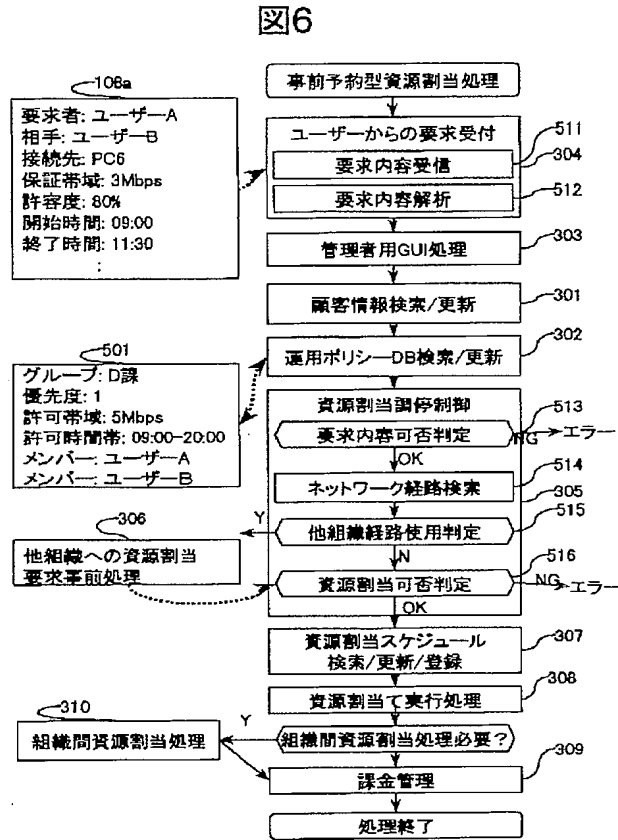 図6
108a
要求者: ユーザーA
相手: ユーザーB
接続先: PC6
保証帯域: 3Mbps
許容度: 80%
開始時間: 09:00
終了時間: 11:30
:
事前予約型資源割当処理
ユーザーからの要求受付
511
要求内容受信
304
要求内容解析
512
管理者用GUI処理
303
顧客情報検索/更新
301
運用ポリシーDB検索/更新
302
501
グループ: D課
優先度: 1
許可帯域: 5Mbps
許可時間帯: 09:00-20:00
メンバー: ユーザーA
メンバー: ユーザーB
資源割当調停制御
513
要求内容可否判定
NG
エラー
OK
514
ネットワーク経路検索
305
Y
他組織経路使用判定
515
306
他組織への資源割当
要求事前処理
N
516
資源割当可否判定
NG
エラー
OK
資源割当スケジュール
検索/更新/登録
307
資源割当て実行処理
308
310
組織間資源割当処理
Y
組織間資源割当処理必要?
309
課金管理
処理終了